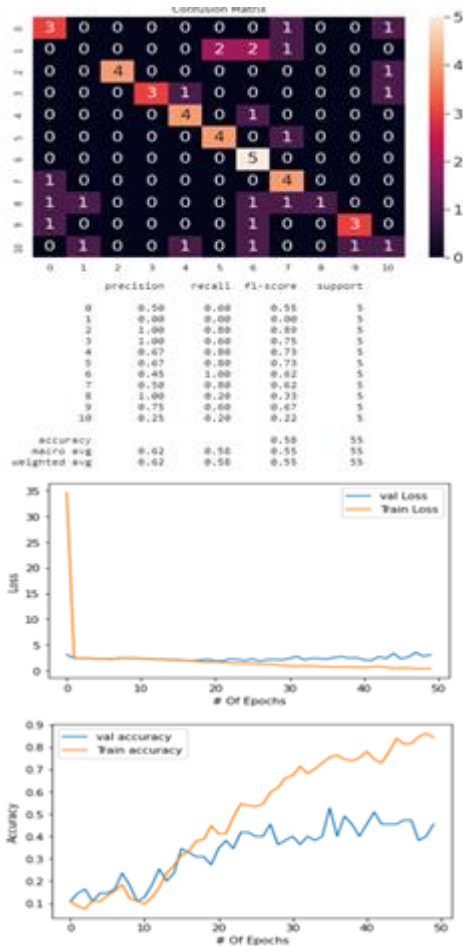 Confusion Matrix
0 3 0 0 0 0 0 0 1 0 0 1
1 0 0 0 0 0 2 2 1 0 0 0
2 0 0 4 0 0 0 0 0 0 0 1
3 0 0 0 3 1 0 0 0 0 0 1
4 0 0 0 0 4 0 1 0 0 0 0
5 0 0 0 0 0 4 0 1 0 0 0
6 0 0 0 0 0 0 5 0 0 0 0
7 1 0 0 0 0 0 0 4 0 0 0
8 1 1 0 0 0 0 1 1 1 0 0
9 1 0 0 0 0 0 1 0 0 3 0
10 0 1 0 0 1 0 1 0 0 1 1
0 1 2 3 4 5 6 7 8 9 10
5
4
3
2
1
0
precision recall f1-score support
0 0.50 0.60 0.55 5
1 0.00 0.00 0.00 5
2 1.00 0.80 0.89 5
3 1.00 0.60 0.75 5
4 0.67 0.80 0.73 5
5 0.67 0.80 0.73 5
6 0.45 1.00 0.62 5
7 0.50 0.80 0.62 5
8 1.00 0.20 0.33 5
9 0.75 0.60 0.67 5
10 0.25 0.20 0.22 5
accuracy 0.58 55
macro avg 0.62 0.58 0.55 55
weighted avg 0.62 0.58 0.55 55
35
30
25
20
15
10
5
0
Loss
val Loss
Train Loss
0 10 20 30 40 50
# Of Epochs
0.9
0.8
0.7
0.6
0.5
0.4
0.3
0.2
0.1
Accuracy
val accuracy
Train accuracy
0 10 20 30 40 50
# Of Epochs